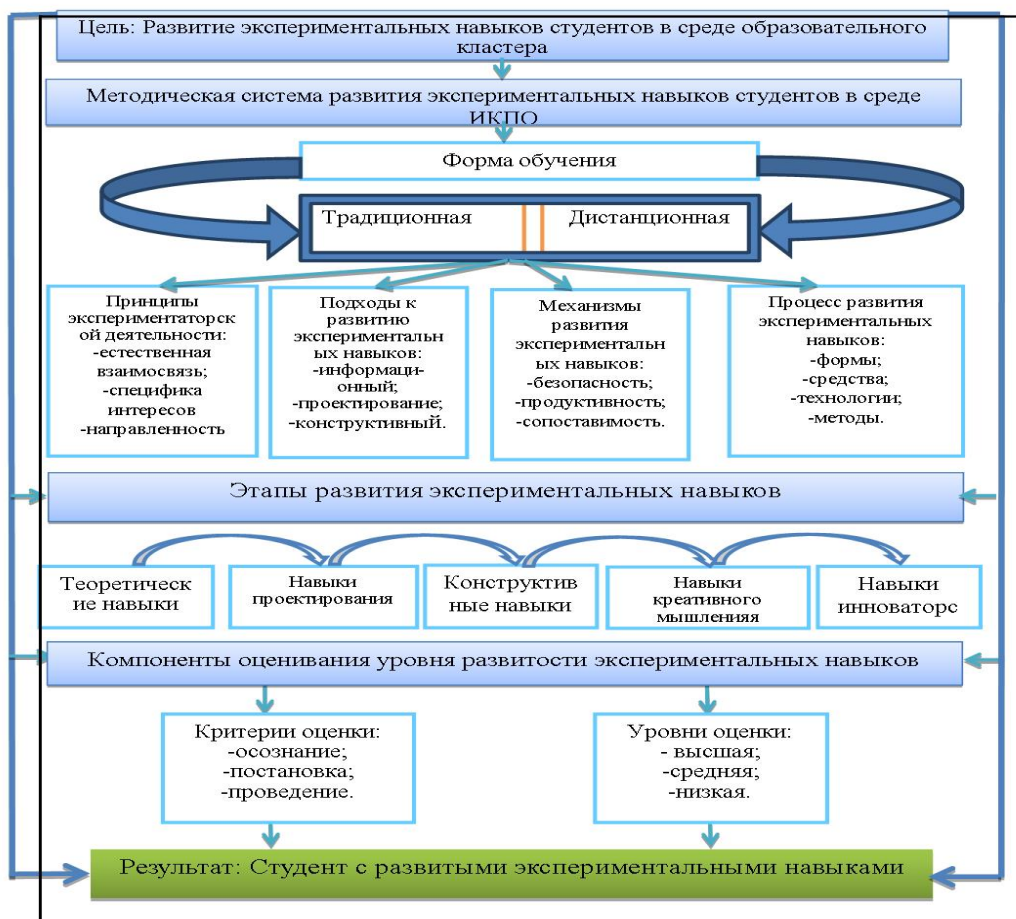 Цель: Развитие экспериментальных навыков студентов в среде образовательного
кластера
Методическая система развития экспериментальных навыков студентов в среде
ИКПО
Форма обучения
Традиционная
Дистанционная
Принципы
экспериментаторск
ой деятельности:
-естественная
взаимосвязь;
-специфика
интересов
-направленность
Подходы к
развитию
экспериментальн
ых навыков:
-информаци-
онный;
-проектирование;
-конструктивный.
Механизмы
развития
экспериментальн
ых навыков:
-безопасность;
-продуктивность;
-сопоставимость.
Процесс развития
экспериментальных
навыков:
-формы;
-средства;
-технологии;
-методы.
Этапы развития экспериментальных навыков
Теоретическ
ие навыки
Навыки
проектирования
Конструктив
ные навыки
Навыки
креативного
мышленияя
Навыки
инноваторс
Компоненты оценивания уровня развитости экспериментальных навыков
Критерии оценки:
-осознание;
-постановка;
-проведение.
Уровни оценки:
- высшая;
-средняя;
-низкая.
Результат: Студент с развитыми экспериментальными навыками